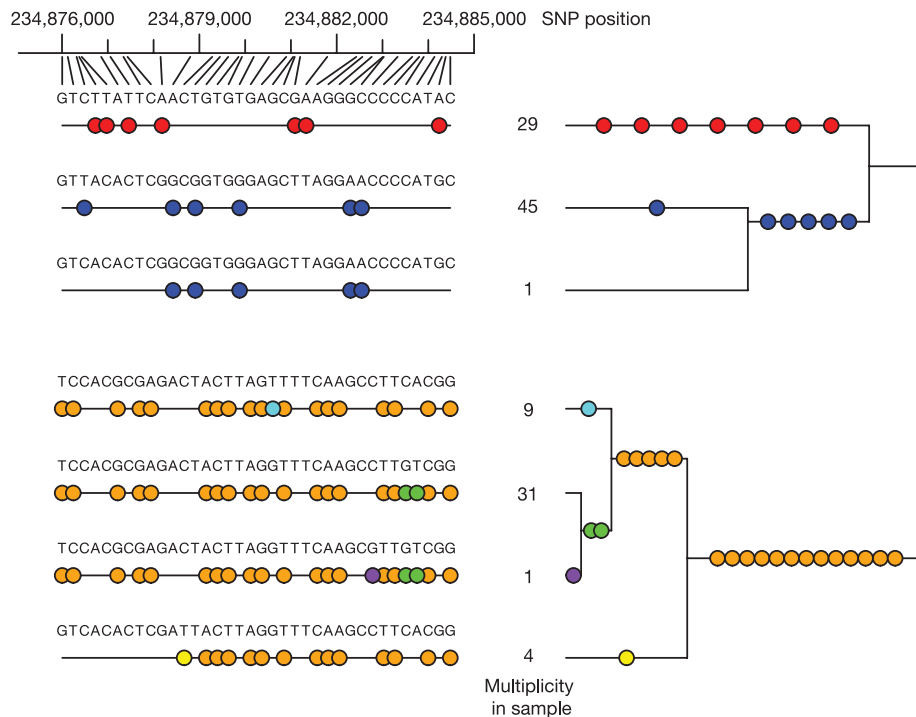 234,876,000 234,879,000 234,882,000 234,885,000 SNP position
GTCTTATTCAACTGTGTGAGCGAAGGGCCCCCATAC
29
GTTACACTCGGCGGTGGGAGCTTAGGAACCCCATGC
45
GTCACACTCGGCGGTGGGAGCTTAGGAACCCCATGC
1
TCCACGCGAGACTACTTAGTTTTCAAGCCTTCACGG
9
TCCACGCGAGACTACTTAGGTTTCAAGCCTTGTCGG
31
TCCACGCGAGACTACTTAGGTTTCAAGCGTTGTCGG
1
GTCACACTCGATTACTTAGGTTTCAAGCCTTCACGG
4
Multiplicity
in sample